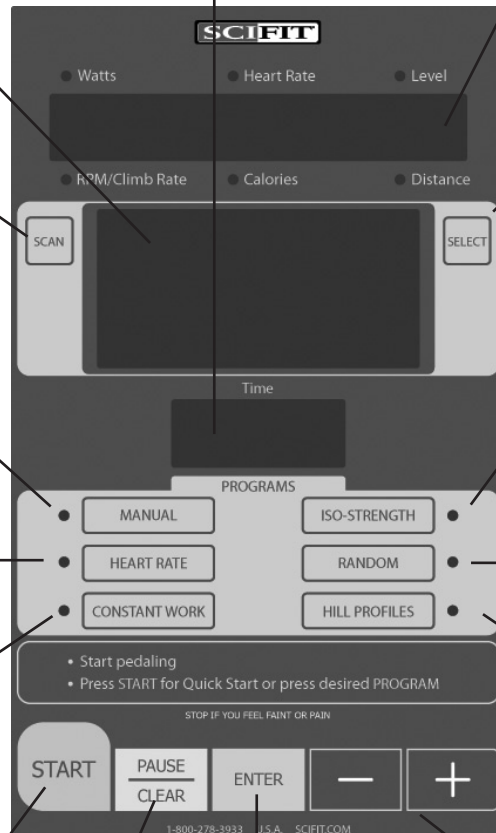 SCIFIT
Watts Heart Rate Level
RPM/Climb Rate Calories Distance
SCAN SELECT
Time
PROGRAMS
MANUAL ISO-STRENGTH
HEART RATE RANDOM
CONSTANT WORK HILL PROFILES
• Start pedaling
• Press START for Quick Start or press desired PROGRAM
STOP IF YOU FEEL FAINT OR PAIN
START PAUSE CLEAR ENTER − +
1-800-278-3933 U.S.A. SCIFIT.COM